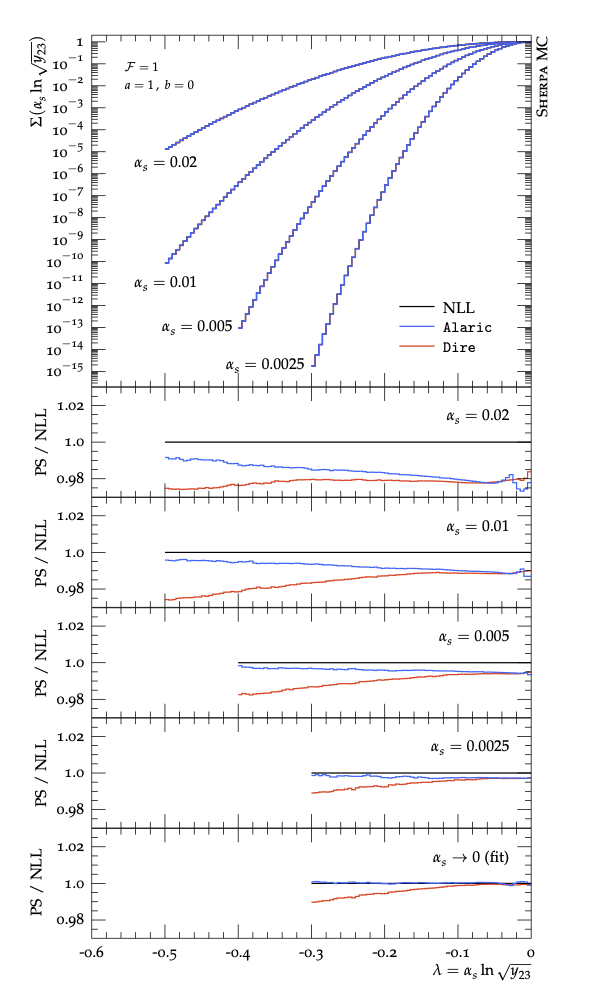 Σ(αₛ ln √y₂₃)
SHERPA MC
1
10⁻¹
10⁻²
10⁻³
10⁻⁴
10⁻⁵
10⁻⁶
10⁻⁷
10⁻⁸
10⁻⁹
10⁻¹⁰
10⁻¹¹
10⁻¹²
10⁻¹³
10⁻¹⁴
10⁻¹⁵
ℱ = 1
a = 1, b = 0
αₛ = 0.02
αₛ = 0.01
αₛ = 0.005
αₛ = 0.0025
NLL
Alaric
Dire
PS / NLL
1.02
1.0
0.98
αₛ = 0.02
PS / NLL
1.02
1.0
0.98
αₛ = 0.01
PS / NLL
1.02
1.0
0.98
αₛ = 0.005
PS / NLL
1.02
1.0
0.98
αₛ = 0.0025
PS / NLL
1.02
1.0
0.98
αₛ → 0 (fit)
-0.6 -0.5 -0.4 -0.3 -0.2 -0.1 0
λ = αₛ ln √y₂₃